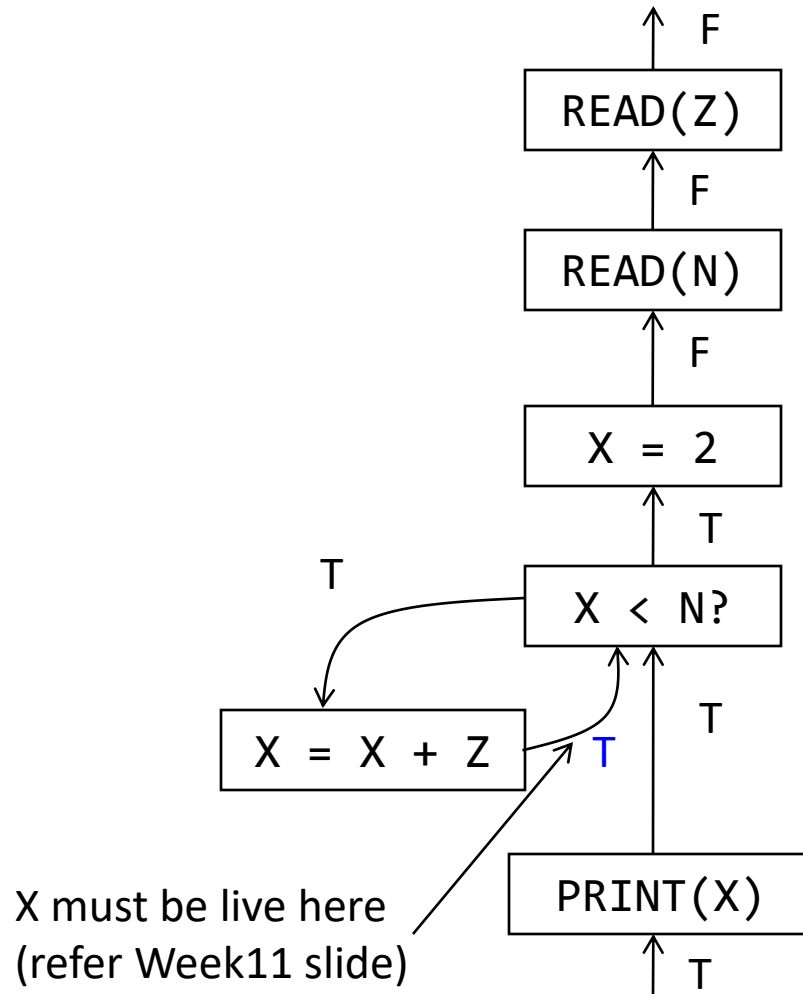 F
READ(Z)
F
READ(N)
F
X = 2
T
T
X < N?
T
X = X + Z
T
PRINT(X)
X must be live here
(refer Week11 slide)
T